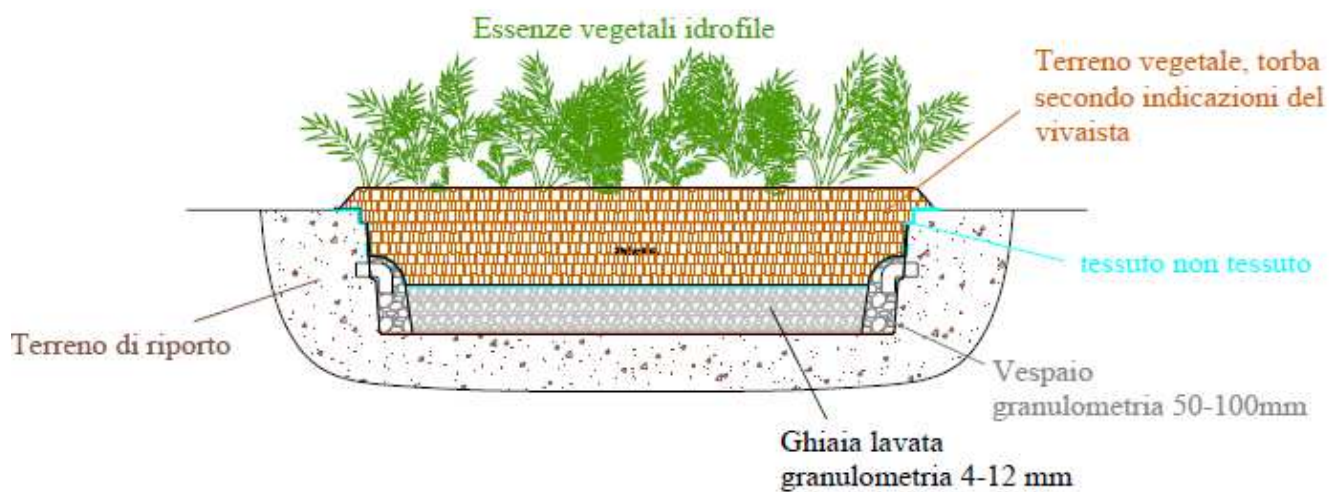 Essenze vegetali idrofile
Terreno vegetale, torba
secondo indicazioni del
vivaista
tessuto non tessuto
Terreno di riporto
Vespaio
granulometria 50-100mm
Ghiaia lavata
granulometria 4-12 mm